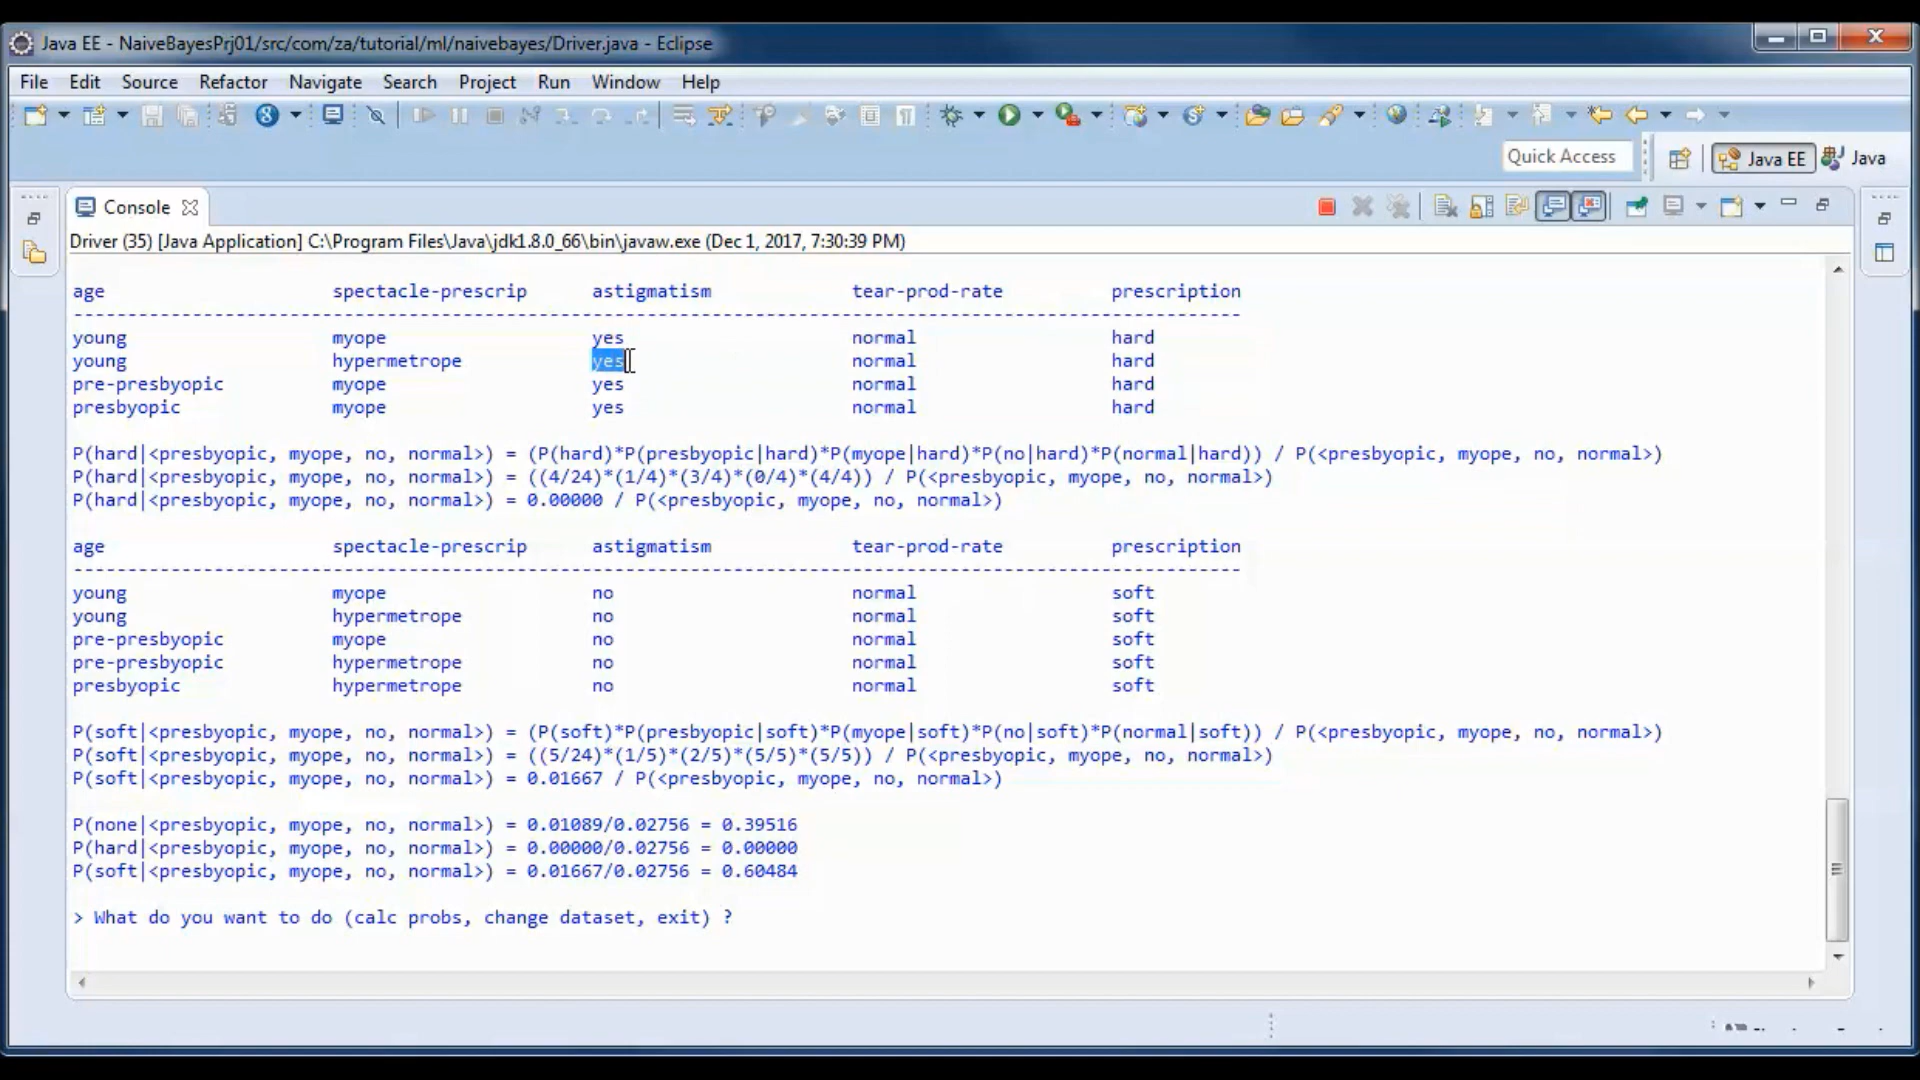 Java EE - NaiveBayesPrj01/src/com/za/tutorial/ml/naivebayes/Driver.java - Eclipse
File Edit Source Refactor Navigate Search Project Run Window Help
Quick Access Java EE Java
Console
Driver (35) [Java Application] C:\Program Files\Java\jdk1.8.0_66\bin\javaw.exe (Dec 1, 2017, 7:30:39 PM)
age spectacle-prescrip astigmatism tear-prod-rate prescription
young myope yes normal hard
young hypermetrope yes normal hard
pre-presbyopic myope yes normal hard
presbyopic myope yes normal hard
P(hard|<presbyopic, myope, no, normal>) = (P(hard)*P(presbyopic|hard)*P(myope|hard)*P(no|hard)*P(normal|hard)) / P(<presbyopic, myope, no, normal>)
P(hard|<presbyopic, myope, no, normal>) = ((4/24)*(1/4)*(3/4)*(0/4)*(4/4)) / P(<presbyopic, myope, no, normal>)
P(hard|<presbyopic, myope, no, normal>) = 0.00000 / P(<presbyopic, myope, no, normal>)
age spectacle-prescrip astigmatism tear-prod-rate prescription
young myope no normal soft
young hypermetrope no normal soft
pre-presbyopic myope no normal soft
pre-presbyopic hypermetrope no normal soft
presbyopic hypermetrope no normal soft
P(soft|<presbyopic, myope, no, normal>) = (P(soft)*P(presbyopic|soft)*P(myope|soft)*P(no|soft)*P(normal|soft)) / P(<presbyopic, myope, no, normal>)
P(soft|<presbyopic, myope, no, normal>) = ((5/24)*(1/5)*(2/5)*(5/5)*(5/5)) / P(<presbyopic, myope, no, normal>)
P(soft|<presbyopic, myope, no, normal>) = 0.01667 / P(<presbyopic, myope, no, normal>)
P(none|<presbyopic, myope, no, normal>) = 0.01089/0.02756 = 0.39516
P(hard|<presbyopic, myope, no, normal>) = 0.00000/0.02756 = 0.00000
P(soft|<presbyopic, myope, no, normal>) = 0.01667/0.02756 = 0.60484
> What do you want to do (calc probs, change dataset, exit) ?